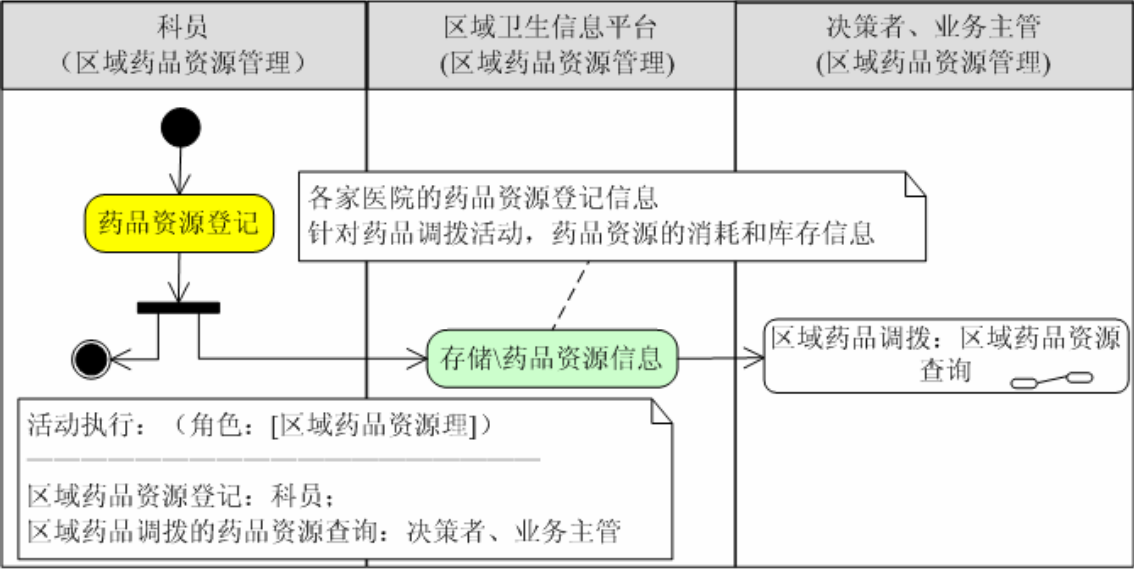 科员
（区域药品资源管理）
区域卫生信息平台
(区域药品资源管理)
决策者、业务主管
(区域药品资源管理)
药品资源登记
各家医院的药品资源登记信息
针对药品调拨活动，药品资源的消耗和库存信息
存储\药品资源信息
区域药品调拨：区域药品资源
查询
活动执行：（角色：[区域药品资源理]）
————————————————————
区域药品资源登记：科员；
区域药品调拨的药品资源查询：决策者、业务主管